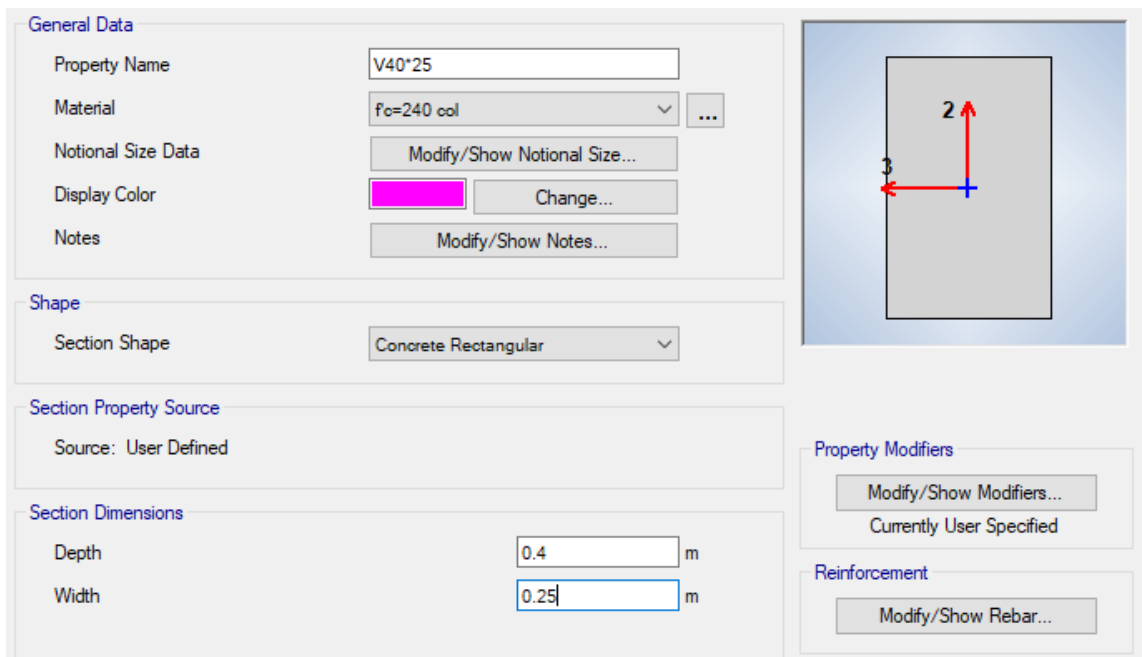 General Data
Property Name V40*25
Material f'c=240 col ...
Notional Size Data Modify/Show Notional Size...
Display Color Change...
Notes Modify/Show Notes...
2
3
Shape
Section Shape Concrete Rectangular
Section Property Source
Source: User Defined
Section Dimensions
Depth 0.4 m
Width 0.25 m
Property Modifiers
Modify/Show Modifiers...
Currently User Specified
Reinforcement
Modify/Show Rebar...